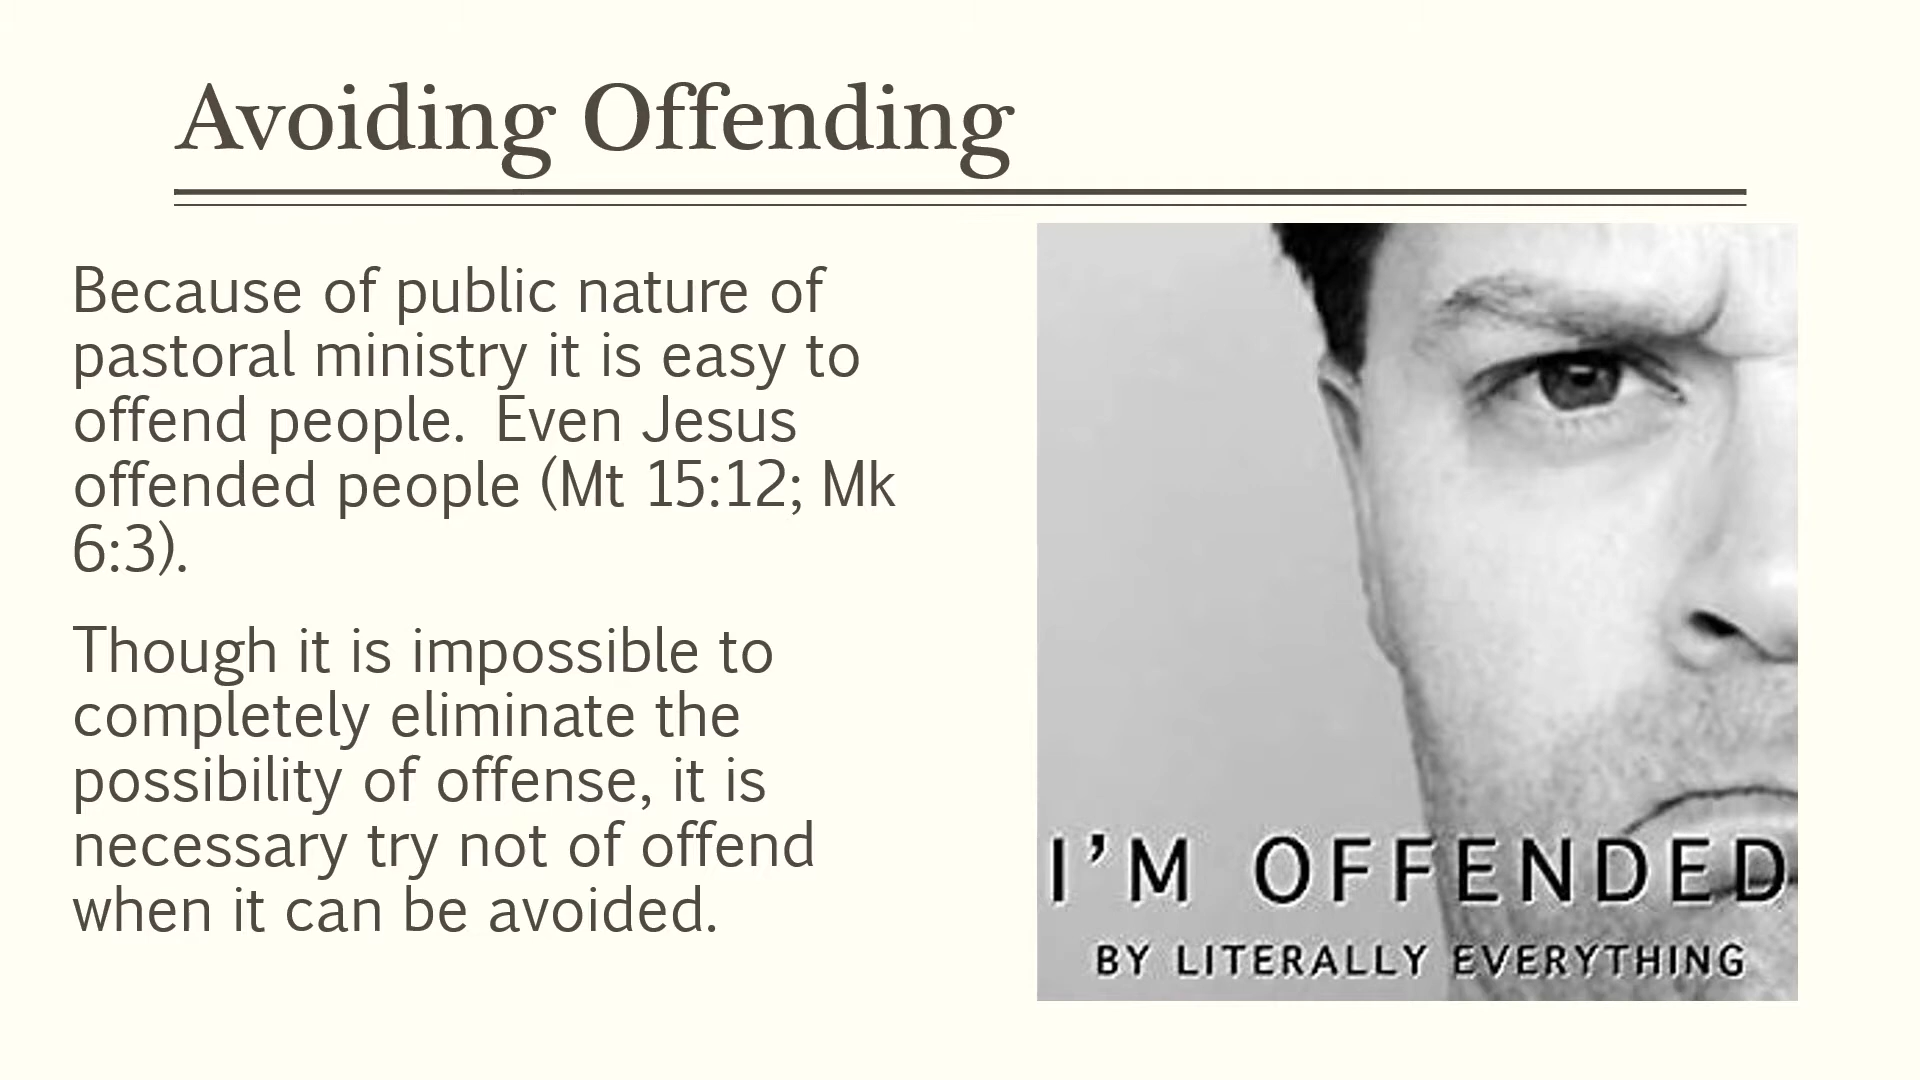 Avoiding Offending
Because of public nature of
pastoral ministry it is easy to
offend people.  Even Jesus
offended people (Mt 15:12; Mk
6:3).
Though it is impossible to
completely eliminate the
possibility of offense, it is
necessary try not of offend
when it can be avoided.
I'M OFFENDED
BY LITERALLY EVERYTHING